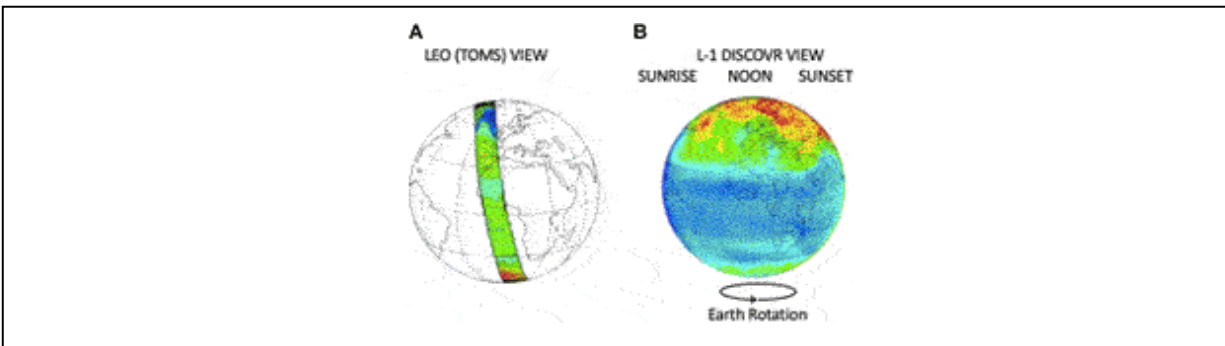 A
LEO (TOMS) VIEW
B
L-1 DISCOVR VIEW
SUNRISE NOON SUNSET
Earth Rotation